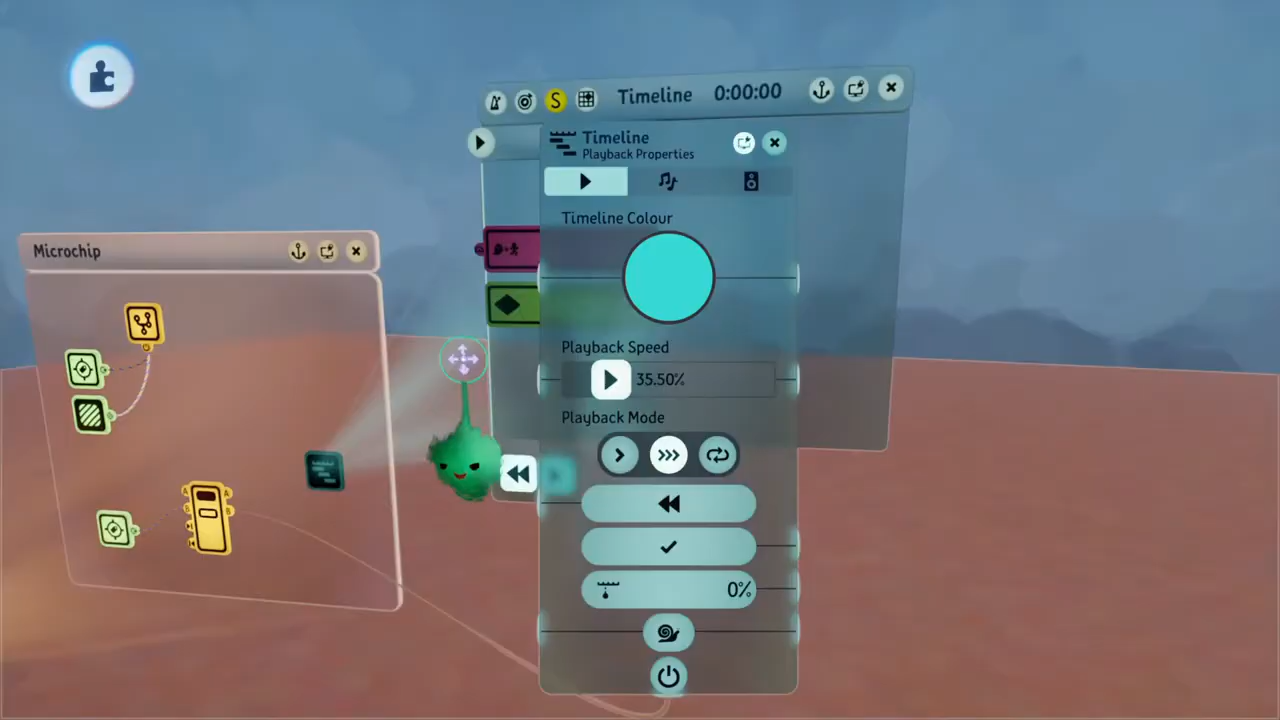 Timeline 0:00:00
S
Timeline
Playback Properties
Timeline Colour
Microchip
Playback Speed
35.50%
Playback Mode
A A
B B
0%